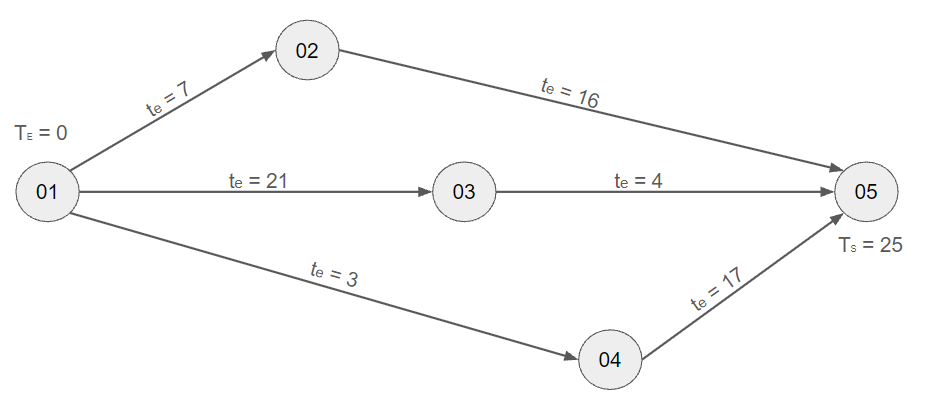 02
te = 7
te = 16
TE = 0
01
te = 21
03
te = 4
05
TS = 25
te = 3
te = 17
04